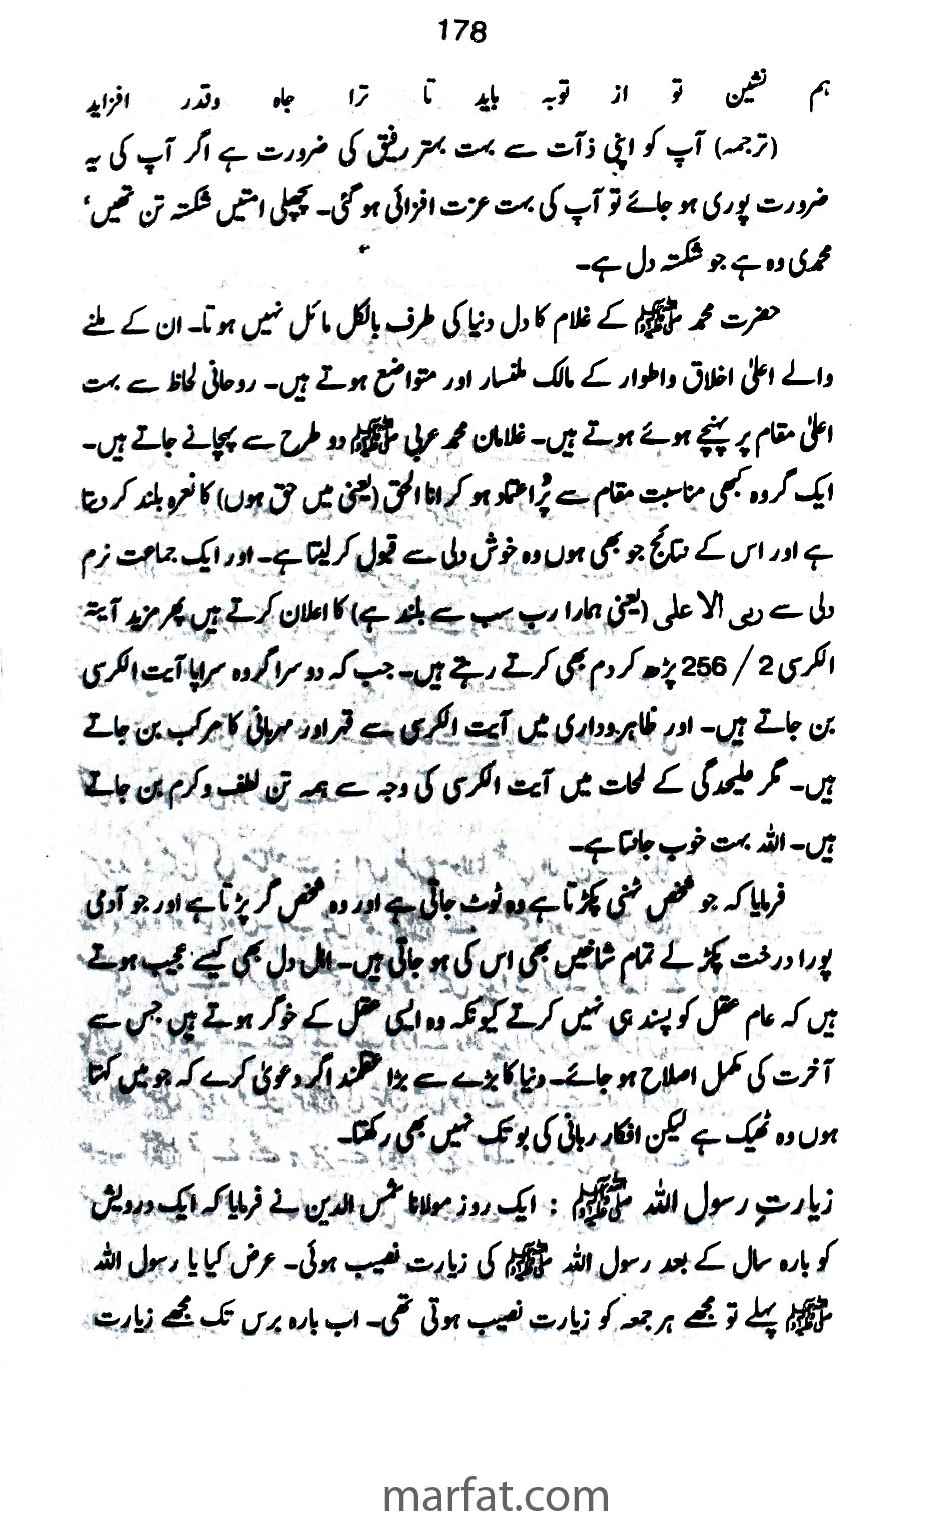 178
ہم نشین تو از توبہ باید تا ترا جاہ وقدر افزاید
(ترجمہ) آپ کو اپنی ذآت سے بہت بہتر رفیق کی ضرورت ہے اگر آپ کی یہ
ضرورت پوری ہو جائے تو آپ کی بہت عزت افزائی ہو گئی۔ پچھلی امتیں شکستہ تن تھیں‘
محمدی وہ ہے جو شکستہ دل ہے۔
حضرت محمد ﷺ کے غلام کا دل دنیا کی طرف بالکل مائل نہیں ہوتا۔ ان کے ملنے
والے اعلیٰ اخلاق واطوار کے مالک ملنسار اور متواضع ہوتے ہیں۔ روحانی لحاظ سے بہت
اعلیٰ مقام پر پہنچے ہوئے ہوتے ہیں۔ غلامان محمد عربی ﷺ دو طرح سے پہچانے جاتے ہیں۔
ایک گروہ کبھی مناسبت مقام سے پُراعتماد ہو کر انا الحق (یعنی میں حق ہوں) کا نعرہ بلند کر دیتا
ہے اور اس کے نتائج جو بھی ہوں وہ خوش دلی سے قبول کر لیتا ہے۔ اور ایک جماعت نرم
دلی سے ربی الا علی (یعنی ہمارا رب سب سے بلند ہے) کا اعلان کرتے ہیں پھر مزید آیتہ
الکرسی 2 / 256 پڑھ کر دم بھی کرتے رہتے ہیں۔ جب کہ دوسرا گروہ سراپا آیت الکرسی
بن جاتے ہیں۔ اور ظاہرداری میں آیت الکرسی سے قہر اور مہربانی کا مرکب بن جاتے
ہیں۔ مگر علیحدگی کے لمحات میں آیت الکرسی کی وجہ سے ہمہ تن لطف و کرم بن جاتے
ہیں۔ اللہ بہت خوب جانتا ہے۔
فرمایا کہ جو شخص ٹہنی پکڑتا ہے وہ ٹوٹ جاتی ہے اور وہ شخص گر پڑتا ہے اور جو آدمی
پورا درخت پکڑ لے تمام شاخیں بھی اس کی ہو جاتی ہیں۔ اہل دل بھی کیسے عجیب ہوتے
ہیں کہ عام عقل کو پسند ہی نہیں کرتے کیونکہ وہ ایسی عقل کے خوگر ہوتے ہیں جس سے
آخرت کی مکمل اصلاح ہو جائے۔ دنیا کا بڑے سے بڑا عقلمند اگر دعویٰ کرے کہ جو میں کہتا
ہوں وہ ٹھیک ہے لیکن افکار ربانی کی بو تک نہیں بھی رکھتا۔
زیارتِ رسول اللہ ﷺ : ایک روز مولانا شمس الدین نے فرمایا کہ ایک درویش
کو بارہ سال کے بعد رسول اللہ ﷺ کی زیارت نصیب ہوئی۔ عرض کیا یا رسول اللہ
ﷺ پہلے تو مجھے ہر جمعہ کو زیارت نصیب ہوتی تھی۔ اب بارہ برس تک مجھے زیارت
marfat.com